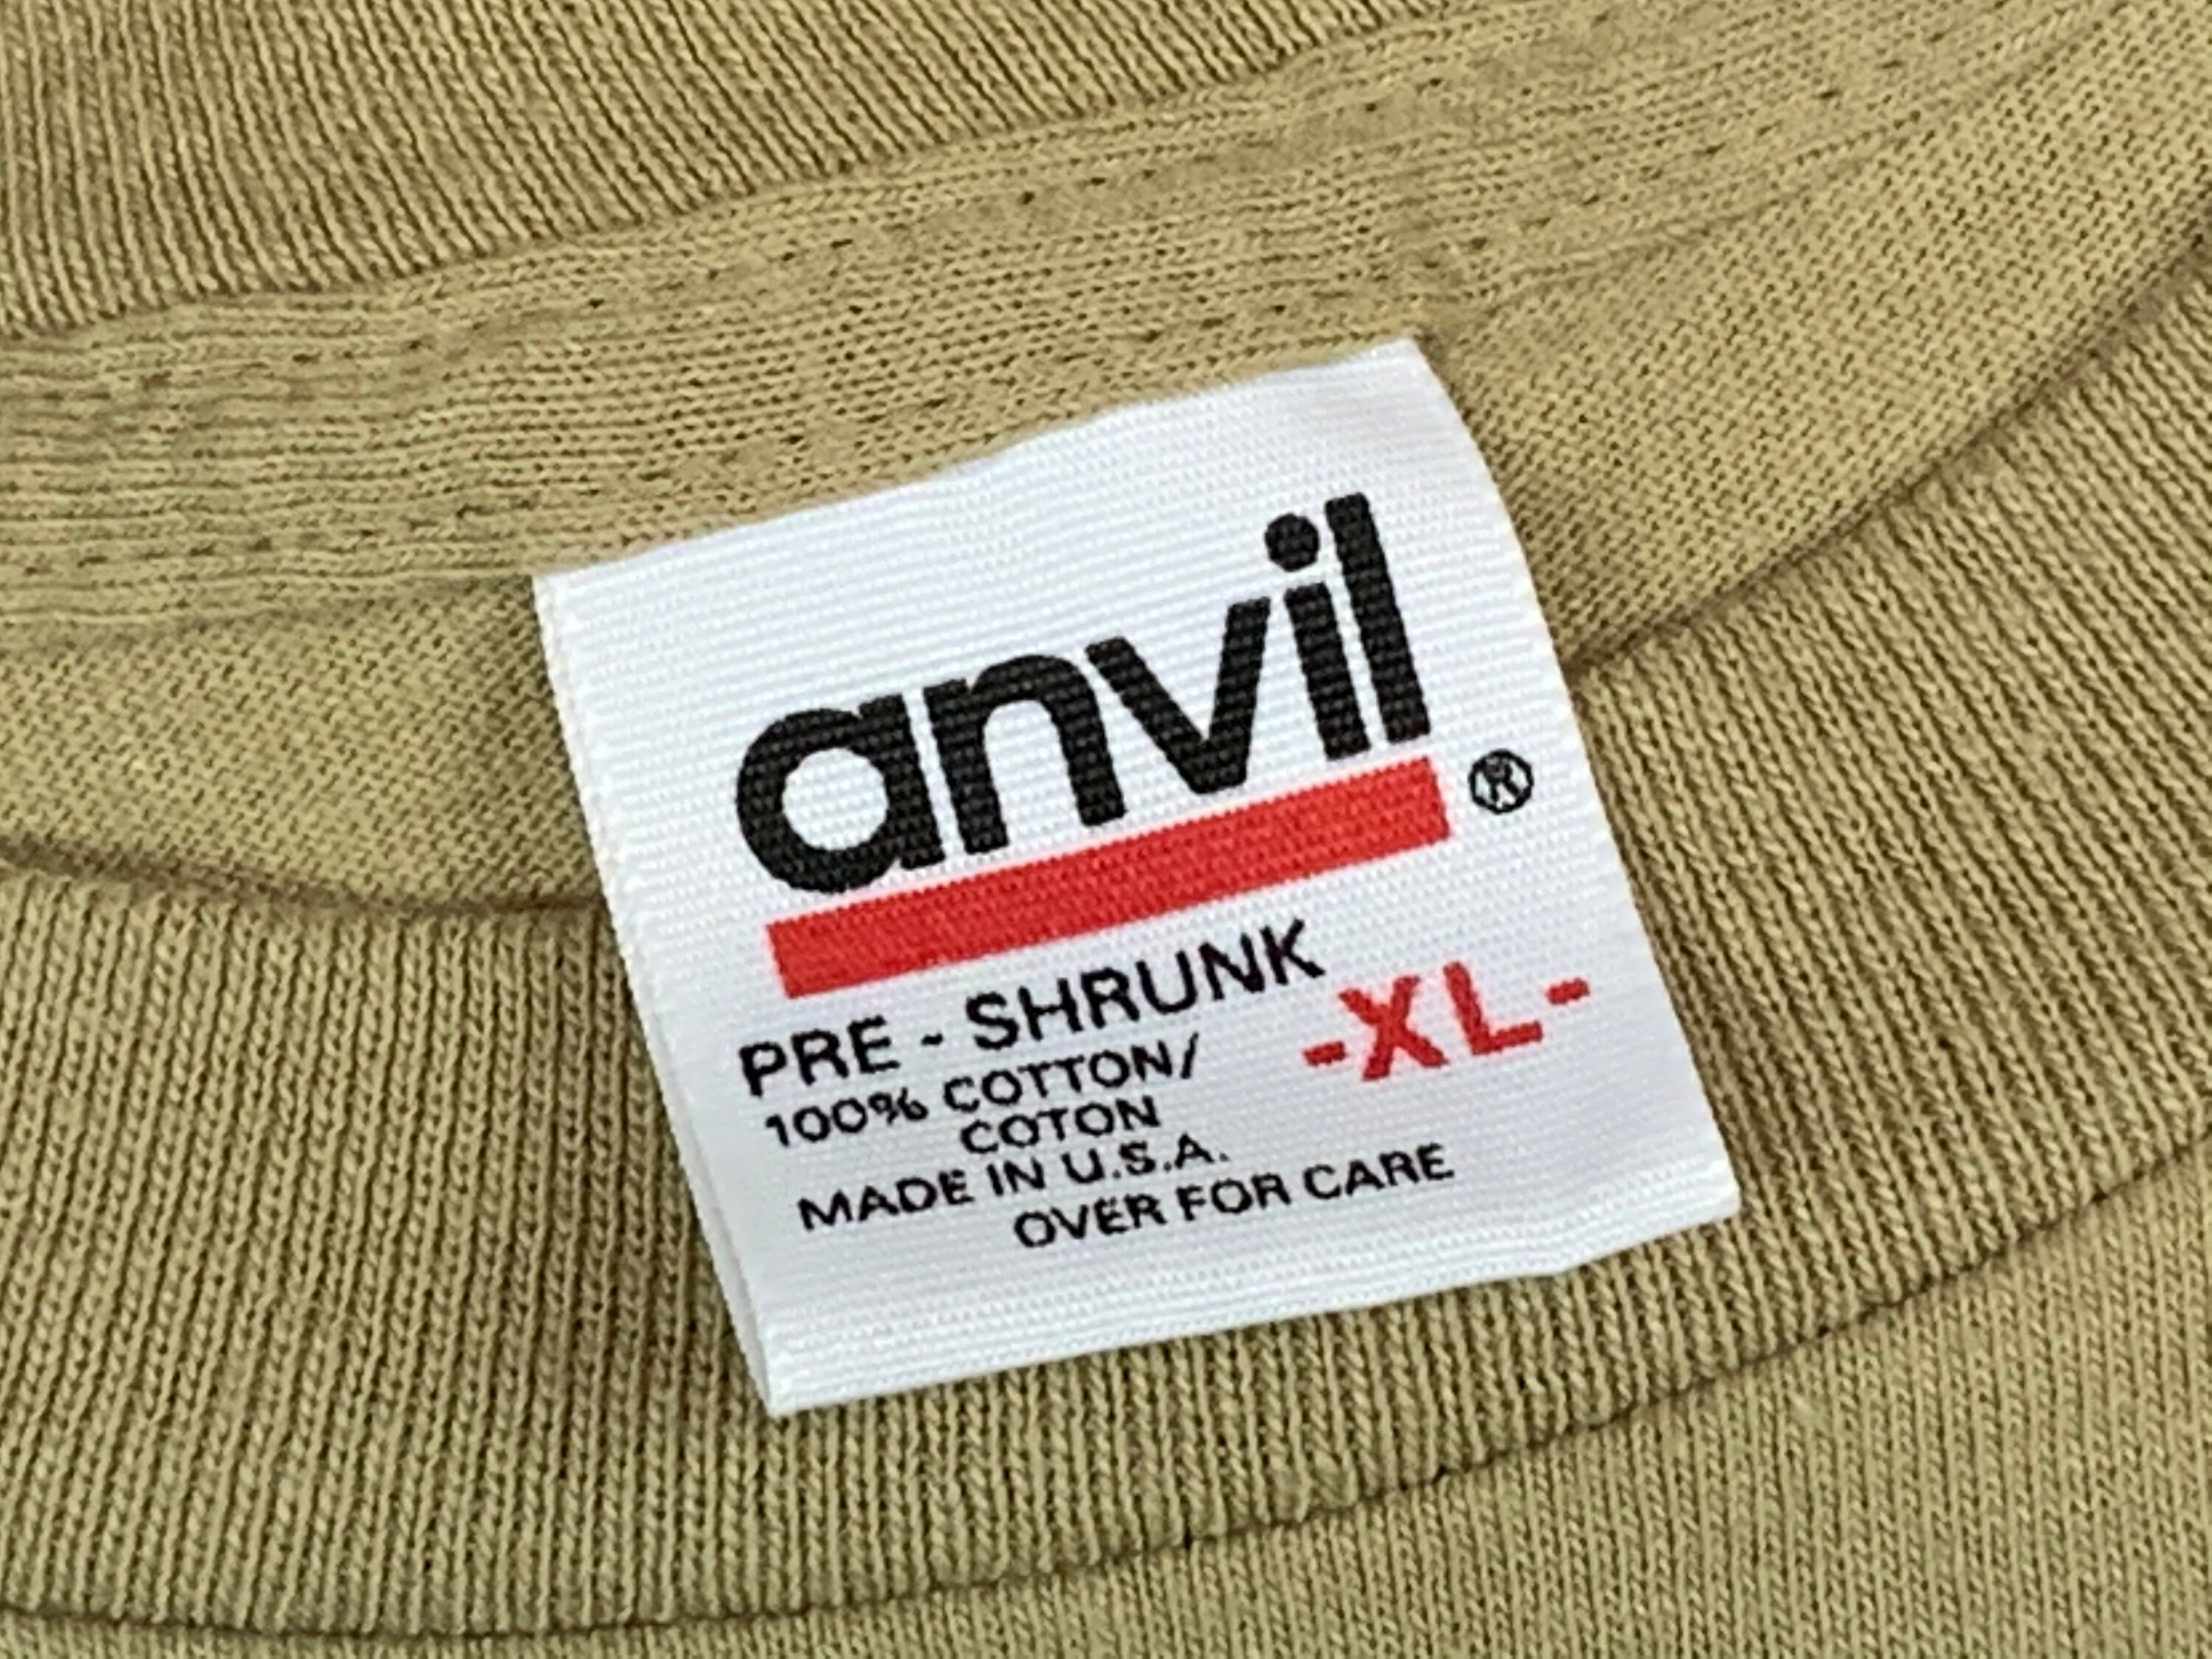 anvil®
PRE - SHRUNK
-XL-
100% COTTON/
COTON
MADE IN U.S.A.
OVER FOR CARE